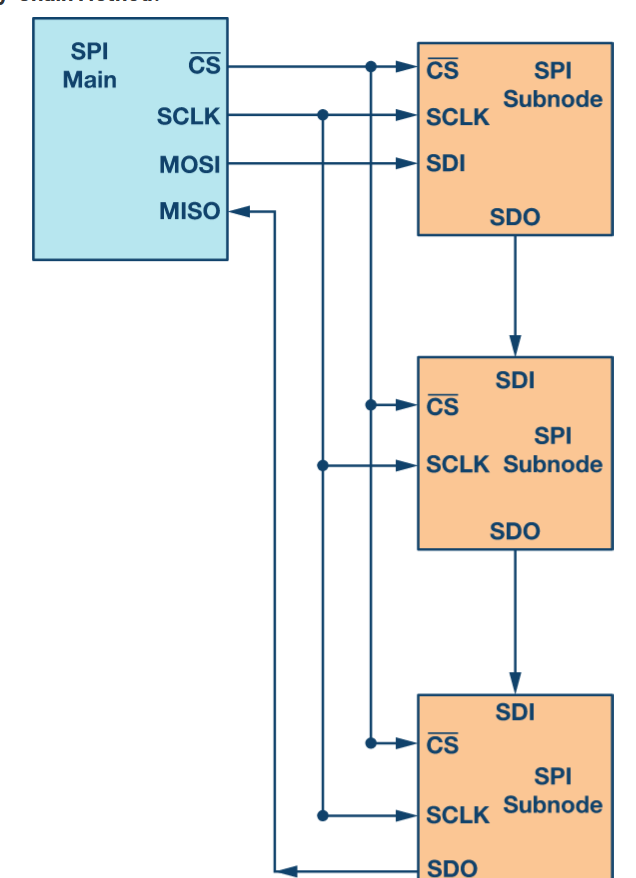 SPI
Main
CS
SCLK
MOSI
MISO
CS
SPI
Subnode
SCLK
SDI
SDO
SDI
CS
SPI
Subnode
SCLK
SDO
SDI
CS
SPI
Subnode
SCLK
SDO